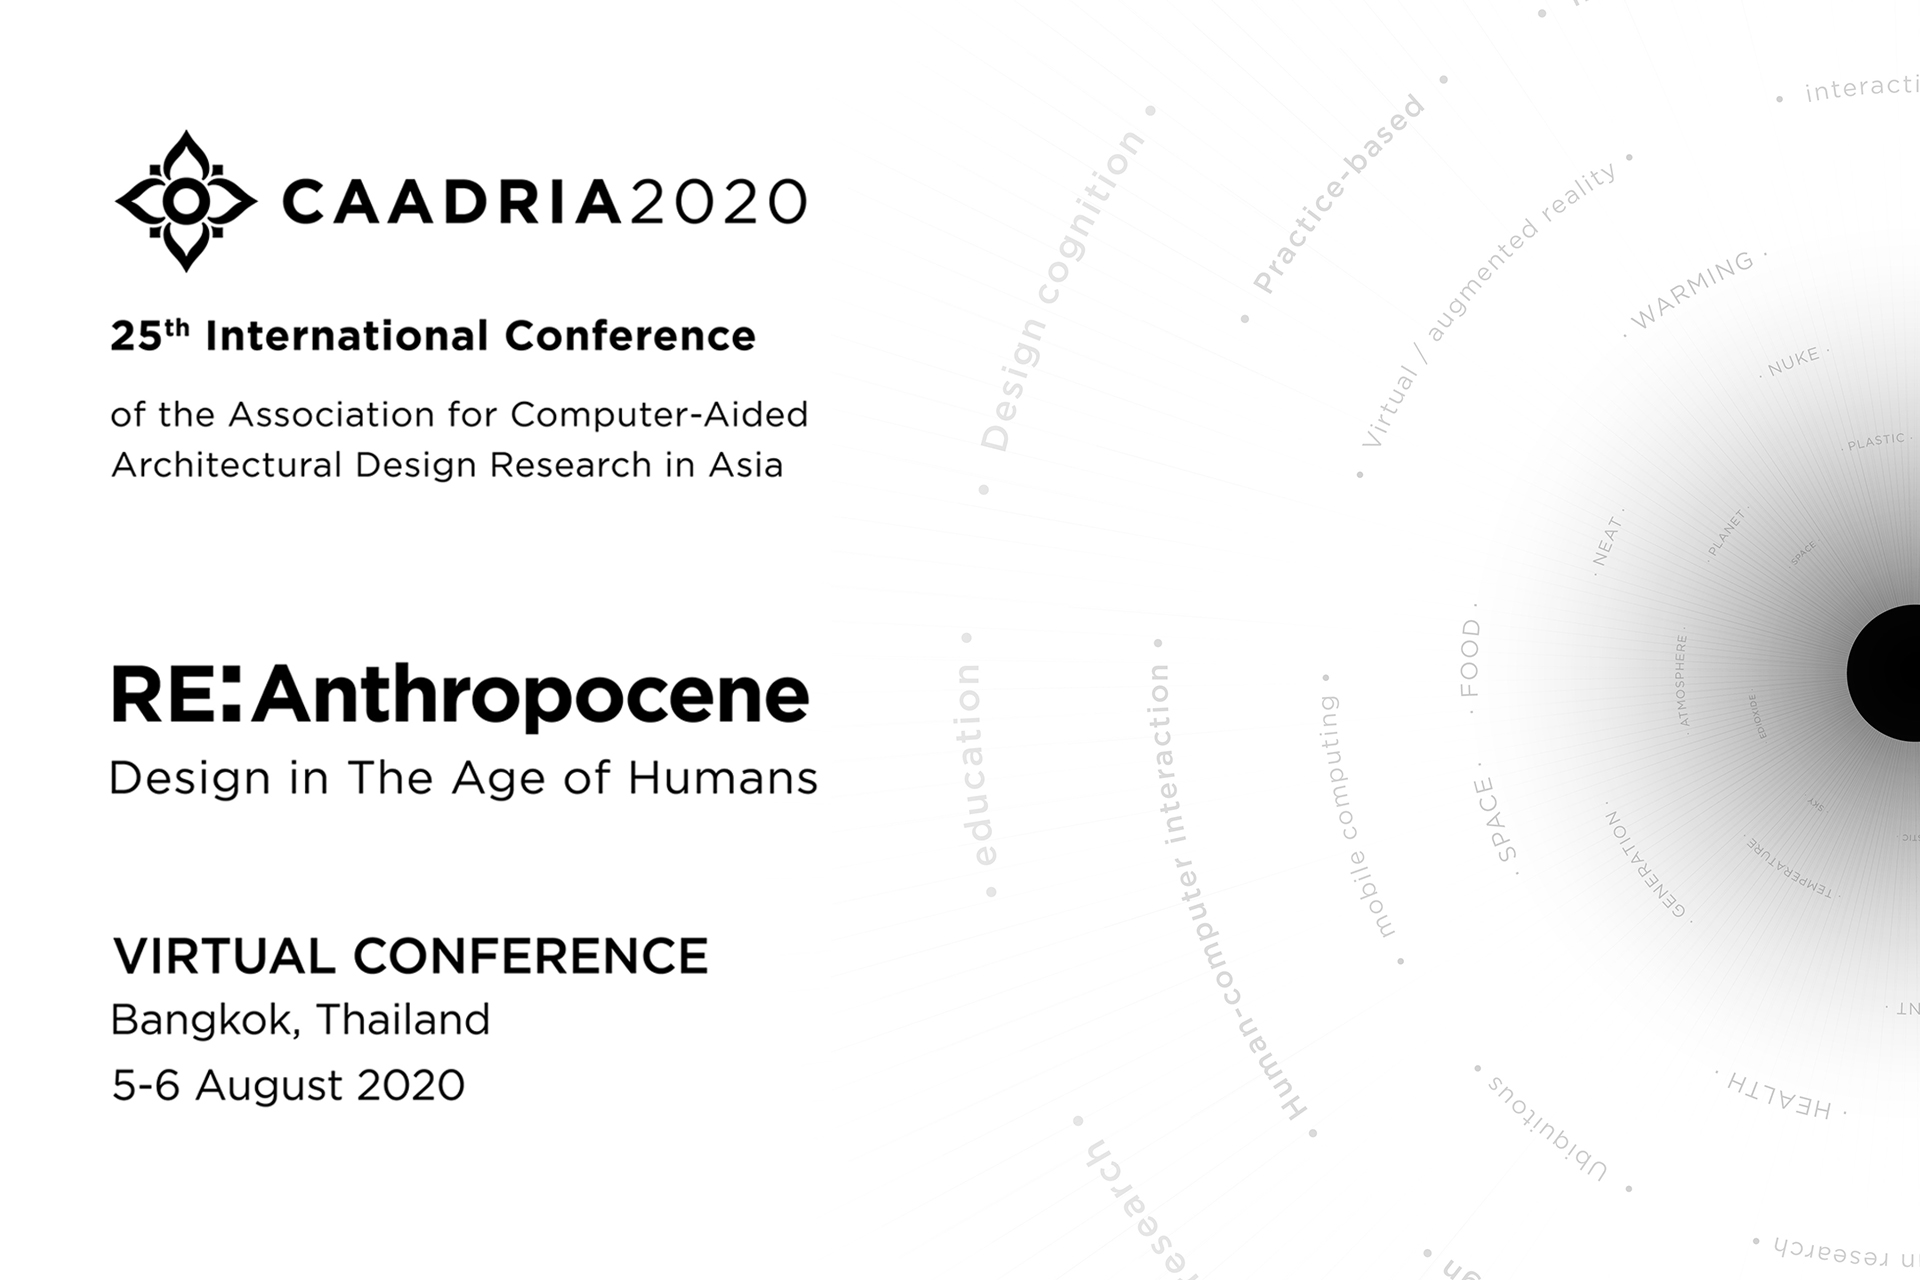 CAADRIA2020
25th International Conference
of the Association for Computer-Aided
Architectural Design Research in Asia
RE:Anthropocene
Design in The Age of Humans
VIRTUAL CONFERENCE
Bangkok, Thailand
5-6 August 2020
• Design cognition •
• Practice-based •
• Virtual / augmented reality •
· WARMING ·
· NUKE ·
· PLASTIC ·
· NEAT ·
· PLANET ·
SPACE
· FOOD ·
· ATMOSPHERE ·
• education •
• Human-computer interaction •
• mobile computing •
· SPACE ·
· GENERATION ·
· TEMPERATURE ·
SKY
· HEALTH ·
• Ubiquitous •
research •
research •